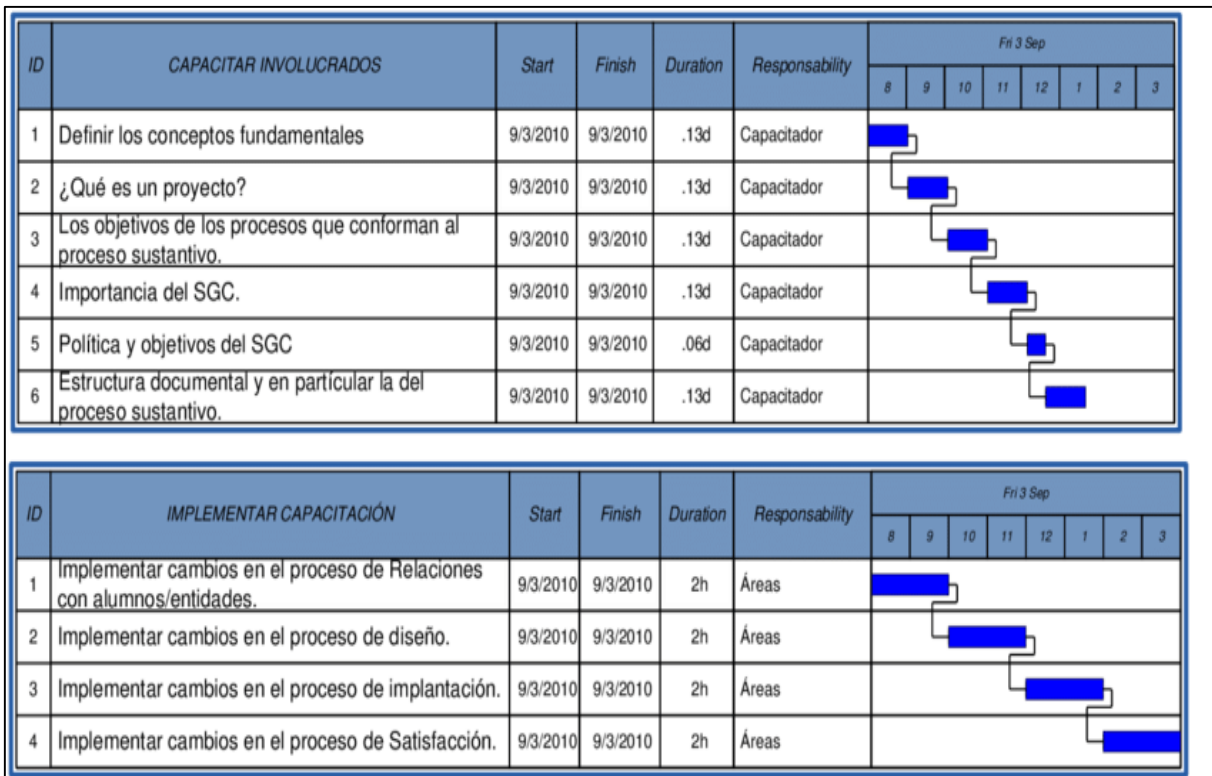 ID CAPACITAR INVOLUCRADOS Start Finish Duration Responsability Fri 3 Sep
8 9 10 11 12 1 2 3
1 Definir los conceptos fundamentales 9/3/2010 9/3/2010 .13d Capacitador
2 ¿Qué es un proyecto? 9/3/2010 9/3/2010 .13d Capacitador
3 Los objetivos de los procesos que conforman al
proceso sustantivo. 9/3/2010 9/3/2010 .13d Capacitador
4 Importancia del SGC. 9/3/2010 9/3/2010 .13d Capacitador
5 Política y objetivos del SGC 9/3/2010 9/3/2010 .06d Capacitador
6 Estructura documental y en partícular la del
proceso sustantivo. 9/3/2010 9/3/2010 .13d Capacitador
ID IMPLEMENTAR CAPACITACIÓN Start Finish Duration Responsability Fri 3 Sep
8 9 10 11 12 1 2 3
1 Implementar cambios en el proceso de Relaciones
con alumnos/entidades. 9/3/2010 9/3/2010 2h Áreas
2 Implementar cambios en el proceso de diseño. 9/3/2010 9/3/2010 2h Áreas
3 Implementar cambios en el proceso de implantación. 9/3/2010 9/3/2010 2h Áreas
4 Implementar cambios en el proceso de Satisfacción. 9/3/2010 9/3/2010 2h Áreas